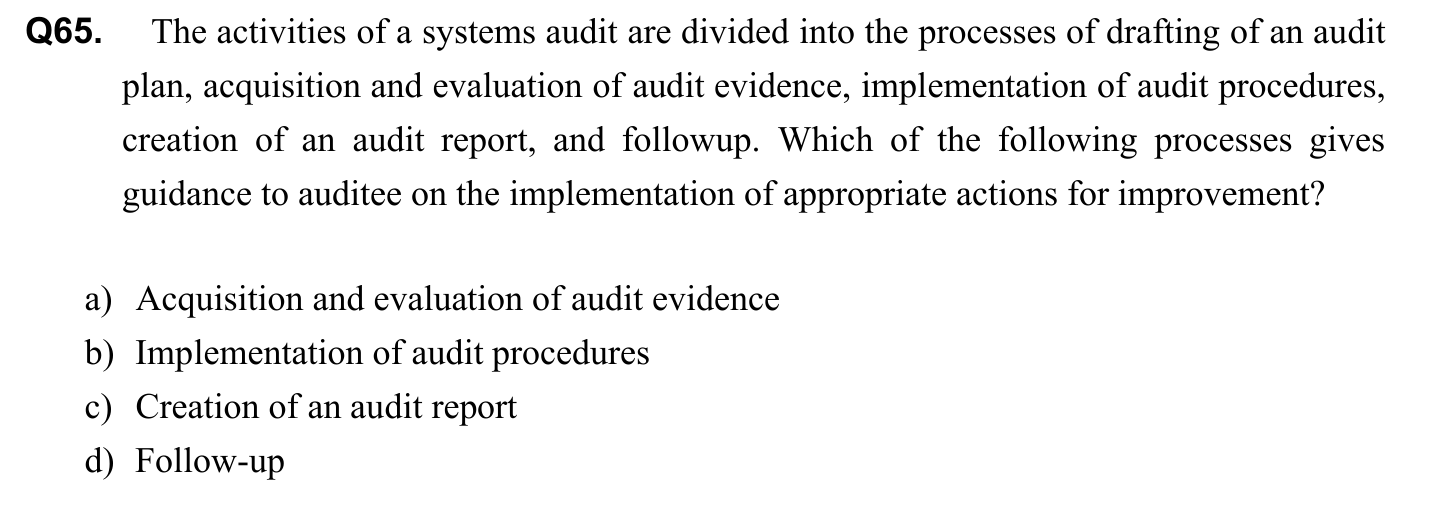 Q65. The activities of a systems audit are divided into the processes of drafting of an audit
plan, acquisition and evaluation of audit evidence, implementation of audit procedures,
creation of an audit report, and followup. Which of the following processes gives
guidance to auditee on the implementation of appropriate actions for improvement?
a) Acquisition and evaluation of audit evidence
b) Implementation of audit procedures
c) Creation of an audit report
d) Follow-up